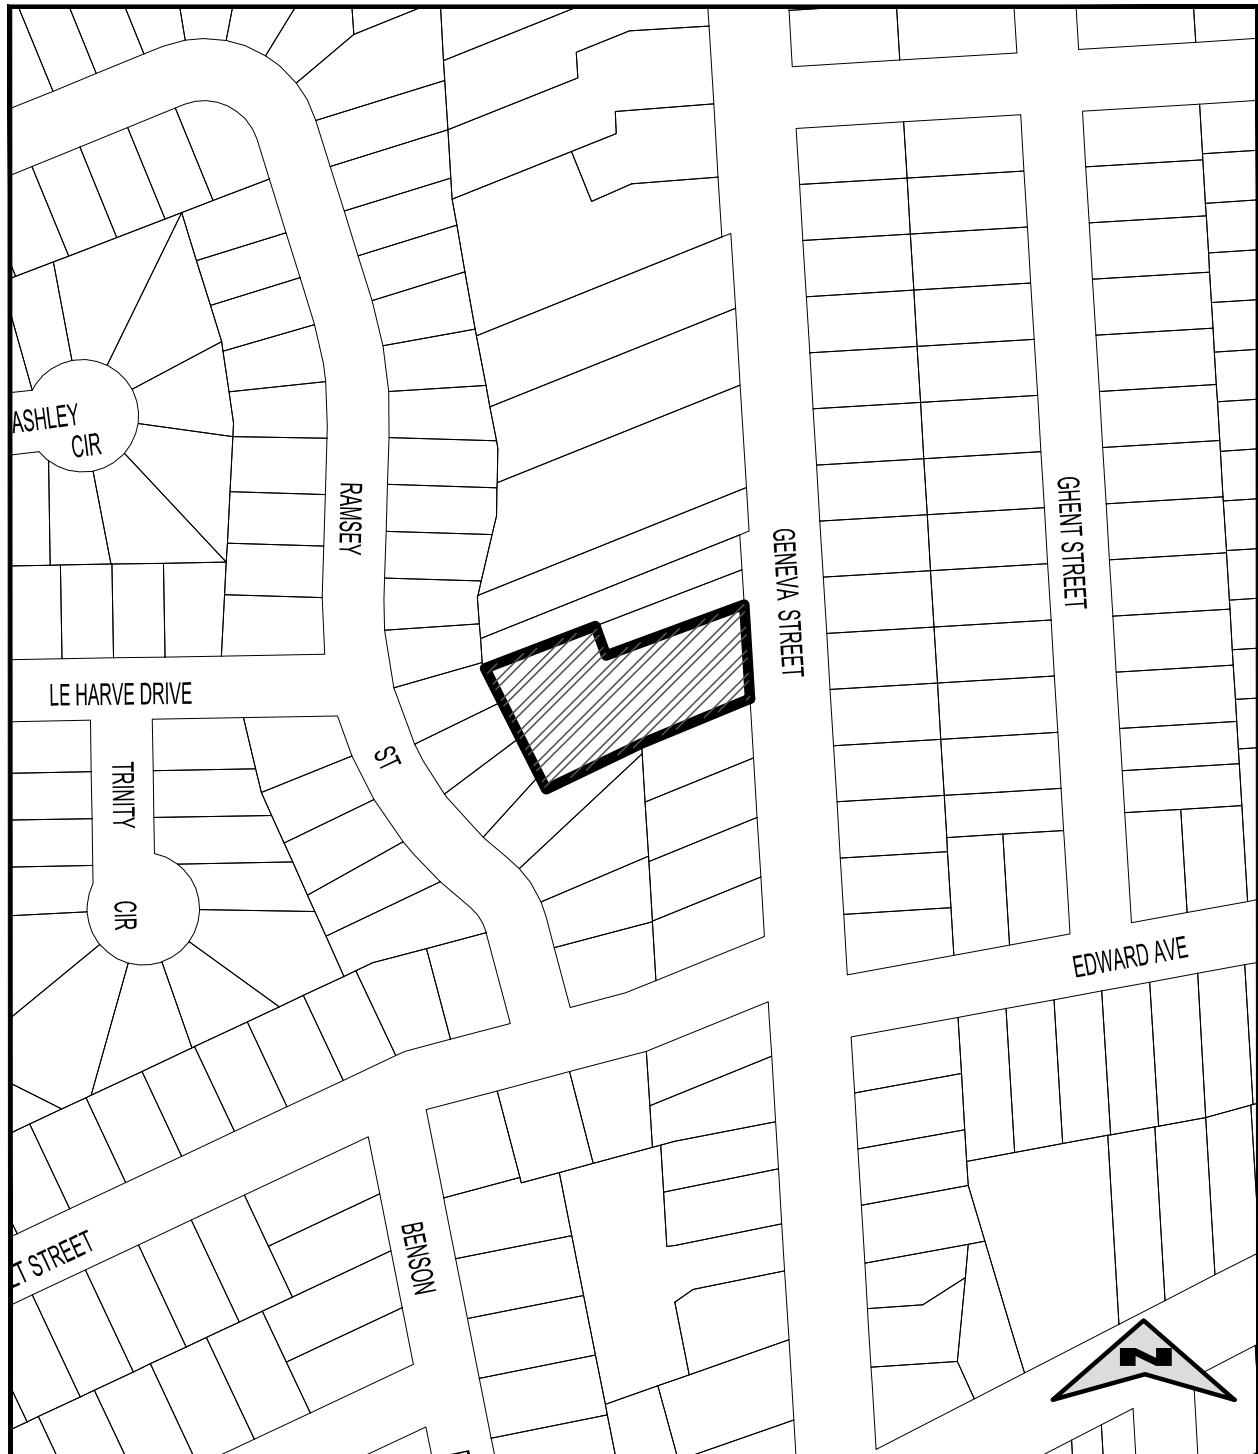 ASHLEY
CIR
RAMSEY
GHENT STREET
GENEVA STREET
LE HARVE DRIVE
ST
TRINITY
CIR
EDWARD AVE
STREET
BENSON
N